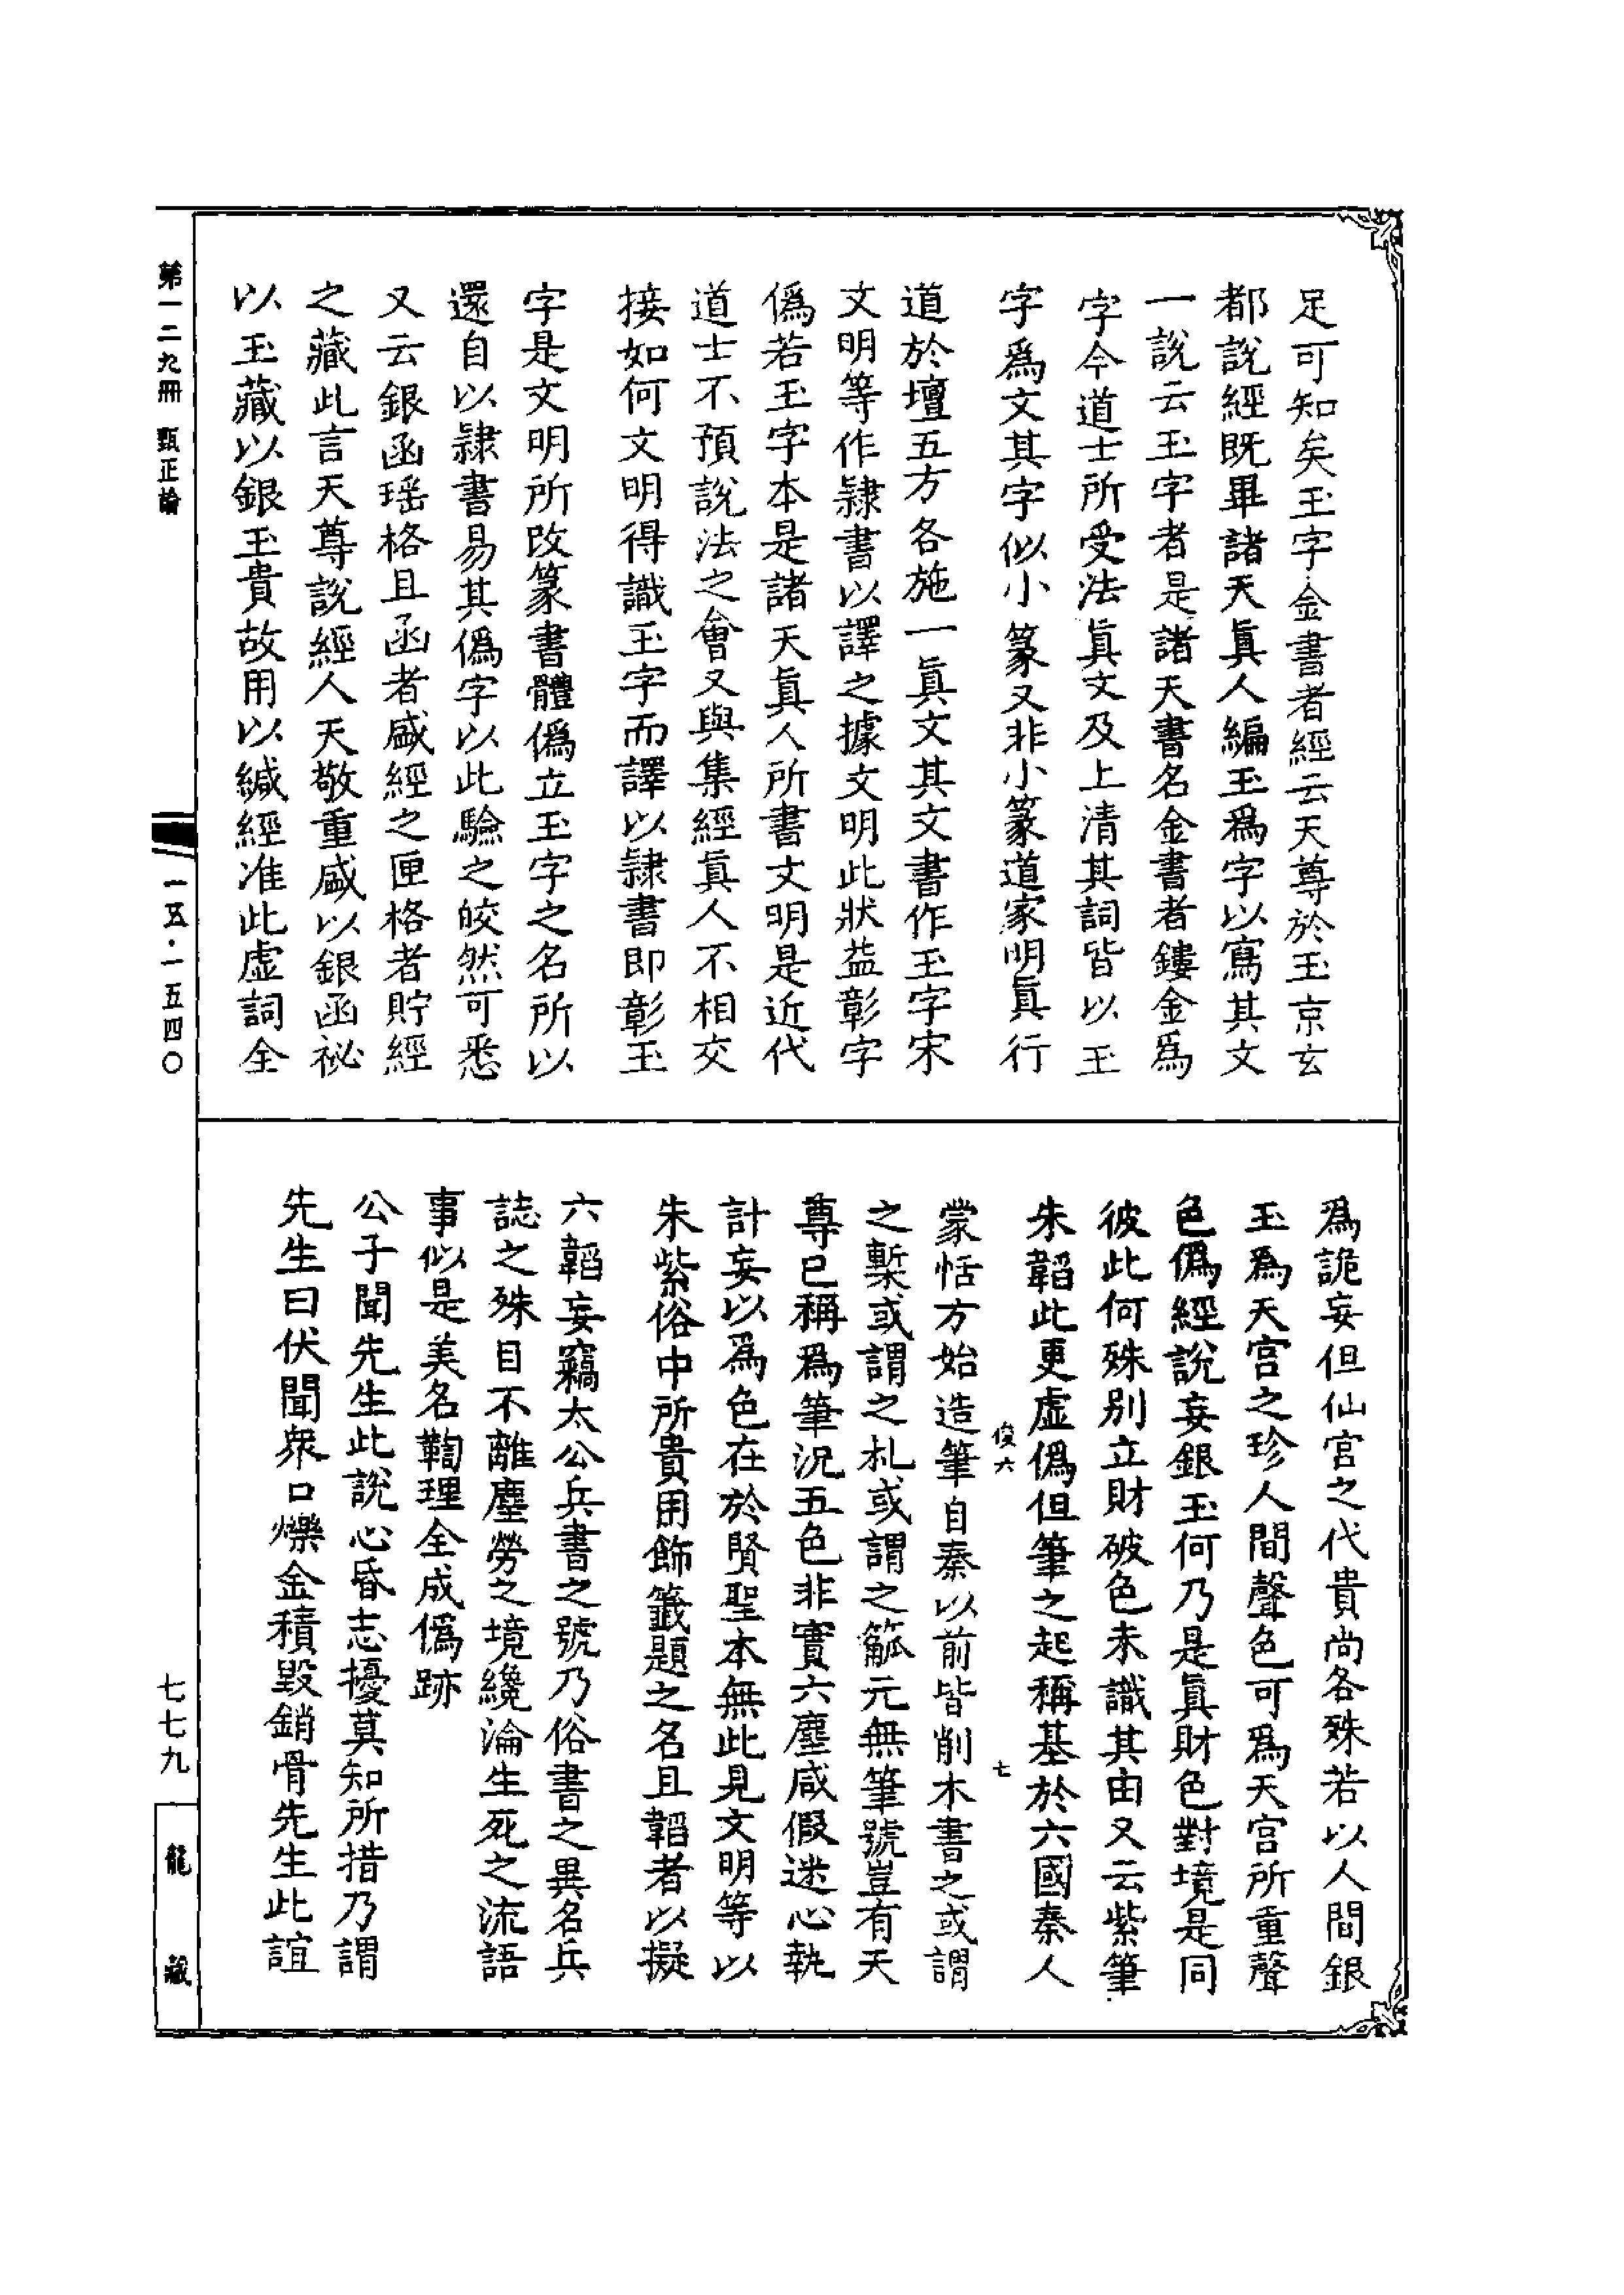 足可知矣玉字金書者經云天尊於玉京玄
都說經既畢諸天眞人編玉爲字以寫其文
一說云玉字者是諸天書名金書者鏤金爲
字今道士所受法眞文及上清其詞皆以玉
字爲文其字似小篆又非小篆道家明眞行
道於壇五方各施一眞文其文書作玉字宋
文明等作隷書以譯之據文明此狀益彰字
僞若玉字本是諸天眞人所書文明是近代
道士不預說法之會又與集經眞人不相交
接如何文明得識玉字而譯以隷書即彰玉
字是文明所改篆書體僞立玉字之名所以
還自以隷書易其僞字以此驗之皎然可悉
又云銀函瑶格且函者盛經之匣格者貯經
之藏此言天尊說經人天敬重盛以銀函祕
以玉藏以銀玉貴故用以緘經准此虛詞全
爲詭妄但仙宮之代貴尚各殊若以人間銀
玉爲天宮之珍人間聲色可爲天宮所重聲
色僞經說妄銀玉何乃是眞財色對境是同
彼此何殊别立財破色未識其由又云紫筆
朱韜此更虛僞但筆之起稱基於六國秦人
俊六 七
蒙恬方始造筆自秦以前皆削木書之或謂
之槧或謂之札或謂之觚元無筆號豈有天
尊已稱爲筆況五色非實六塵咸假迷心執
計妄以爲色在於賢聖本無此見文明等以
朱紫俗中所貴用飾籤題之名且韜者以擬
六韜妄竊太公兵書之號乃俗書之異名兵
誌之殊目不離塵勞之境纔淪生死之流語
事似是美名鞫理全成僞跡
公子聞先生此說心昏志擾莫知所措乃謂
先生曰伏聞衆口爍金積毀銷骨先生此誼
第一二九冊 甄正論
一五·一五四〇
七七九
龍藏